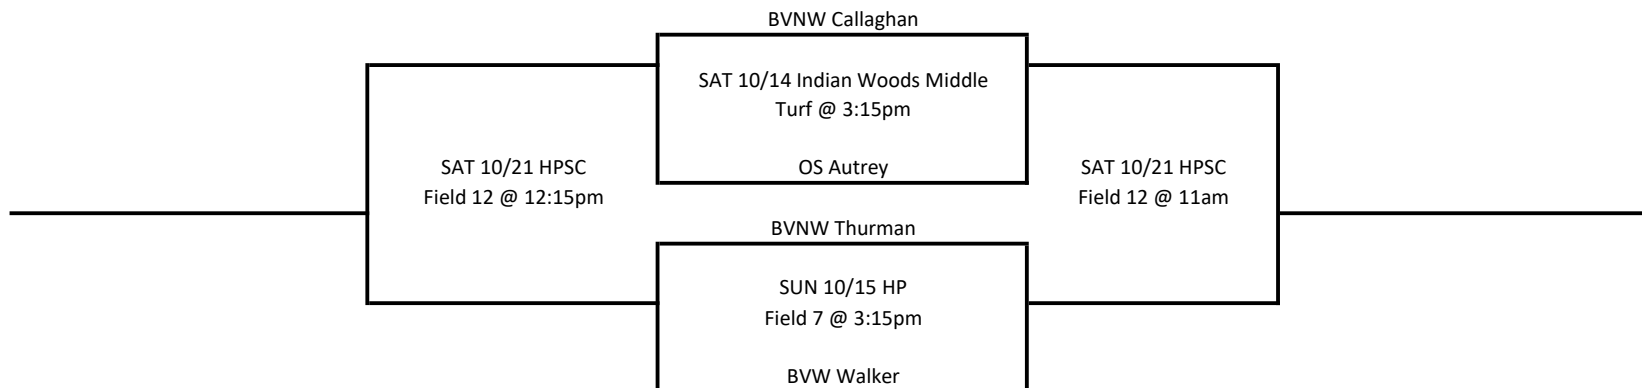 BVNW Callaghan
SAT 10/14 Indian Woods Middle
Turf @ 3:15pm
SAT 10/21 HPSC
Field 12 @ 12:15pm
OS Autrey
SAT 10/21 HPSC
Field 12 @ 11am
BVNW Thurman
SUN 10/15 HP
Field 7 @ 3:15pm
BVW Walker